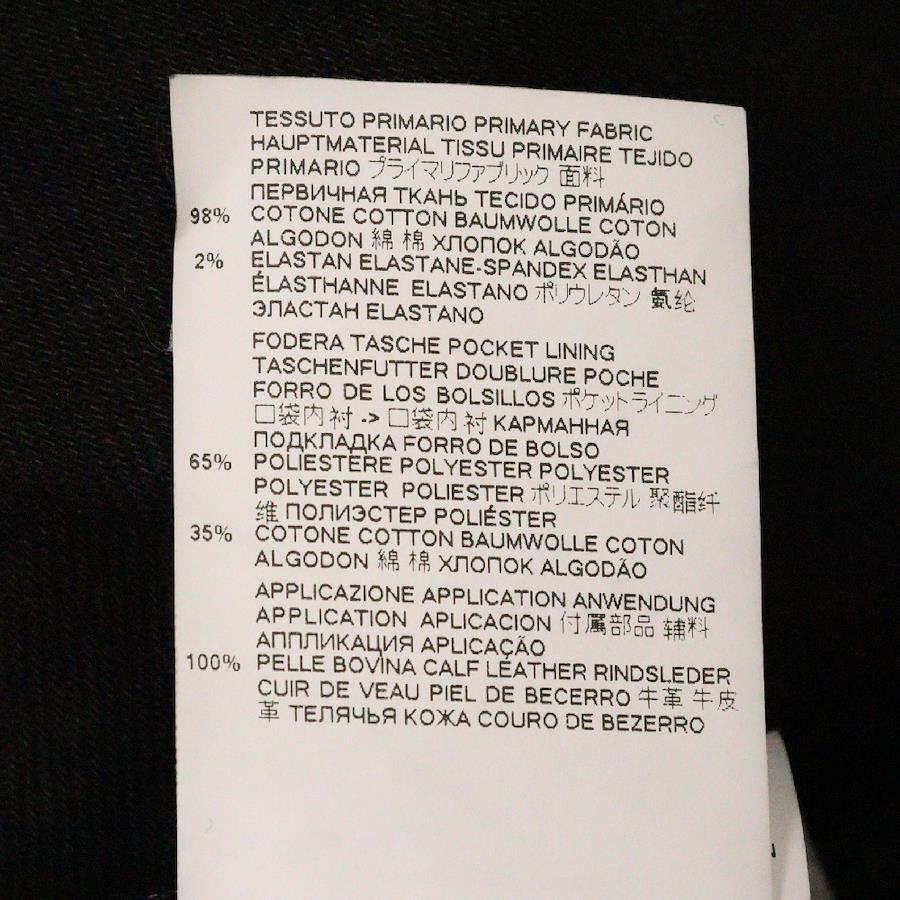 TESSUTO PRIMARIO PRIMARY FABRIC
HAUPTMATERIAL TISSU PRIMAIRE TEJIDO
PRIMARIO プライマリファブリック 面料
ПЕРВИЧНАЯ ТКАНЬ TECIDO PRIMÁRIO
98% COTONE COTTON BAUMWOLLE COTON
ALGODON 綿 棉 ХЛОПОК ALGODÃO
2% ELASTAN ELASTANE-SPANDEX ELASTHAN
ÉLASTHANNE ELASTANO ポリウレタン 氨纶
ЭЛАСТАН ELASTANO
FODERA TASCHE POCKET LINING
TASCHENFUTTER DOUBLURE POCHE
FORRO DE LOS BOLSILLOS ポケットライニング
口袋内衬 -> 口袋内衬 КАРМАННАЯ
ПОДКЛАДКА FORRO DE BOLSO
65% POLIESTERE POLYESTER POLYESTER
POLYESTER POLIESTER ポリエステル 聚酯纤
维 ПОЛИЭСТЕР POLIÉSTER
35% COTONE COTTON BAUMWOLLE COTON
ALGODON 綿 棉 ХЛОПОК ALGODÃO
APPLICAZIONE APPLICATION ANWENDUNG
APPLICATION APLICACION 付属部品 辅料
АППЛИКАЦИЯ APLICAÇÃO
100% PELLE BOVINA CALF LEATHER RINDSLEDER
CUIR DE VEAU PIEL DE BECERRO 牛革 牛皮
革 ТЕЛЯЧЬЯ КОЖА COURO DE BEZERRO